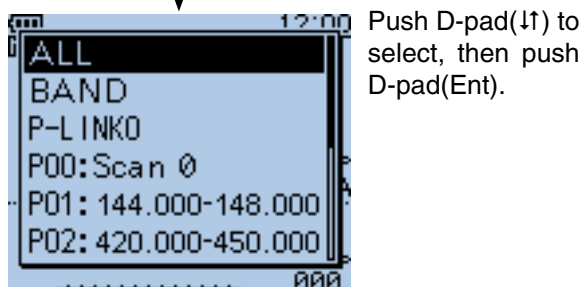 12:00
ALL
BAND
P-LINK0
P00:Scan 0
P01:144.000-148.000
P02:420.000-450.000
000
Push D-pad(↓↑) to
select, then push
D-pad(Ent).